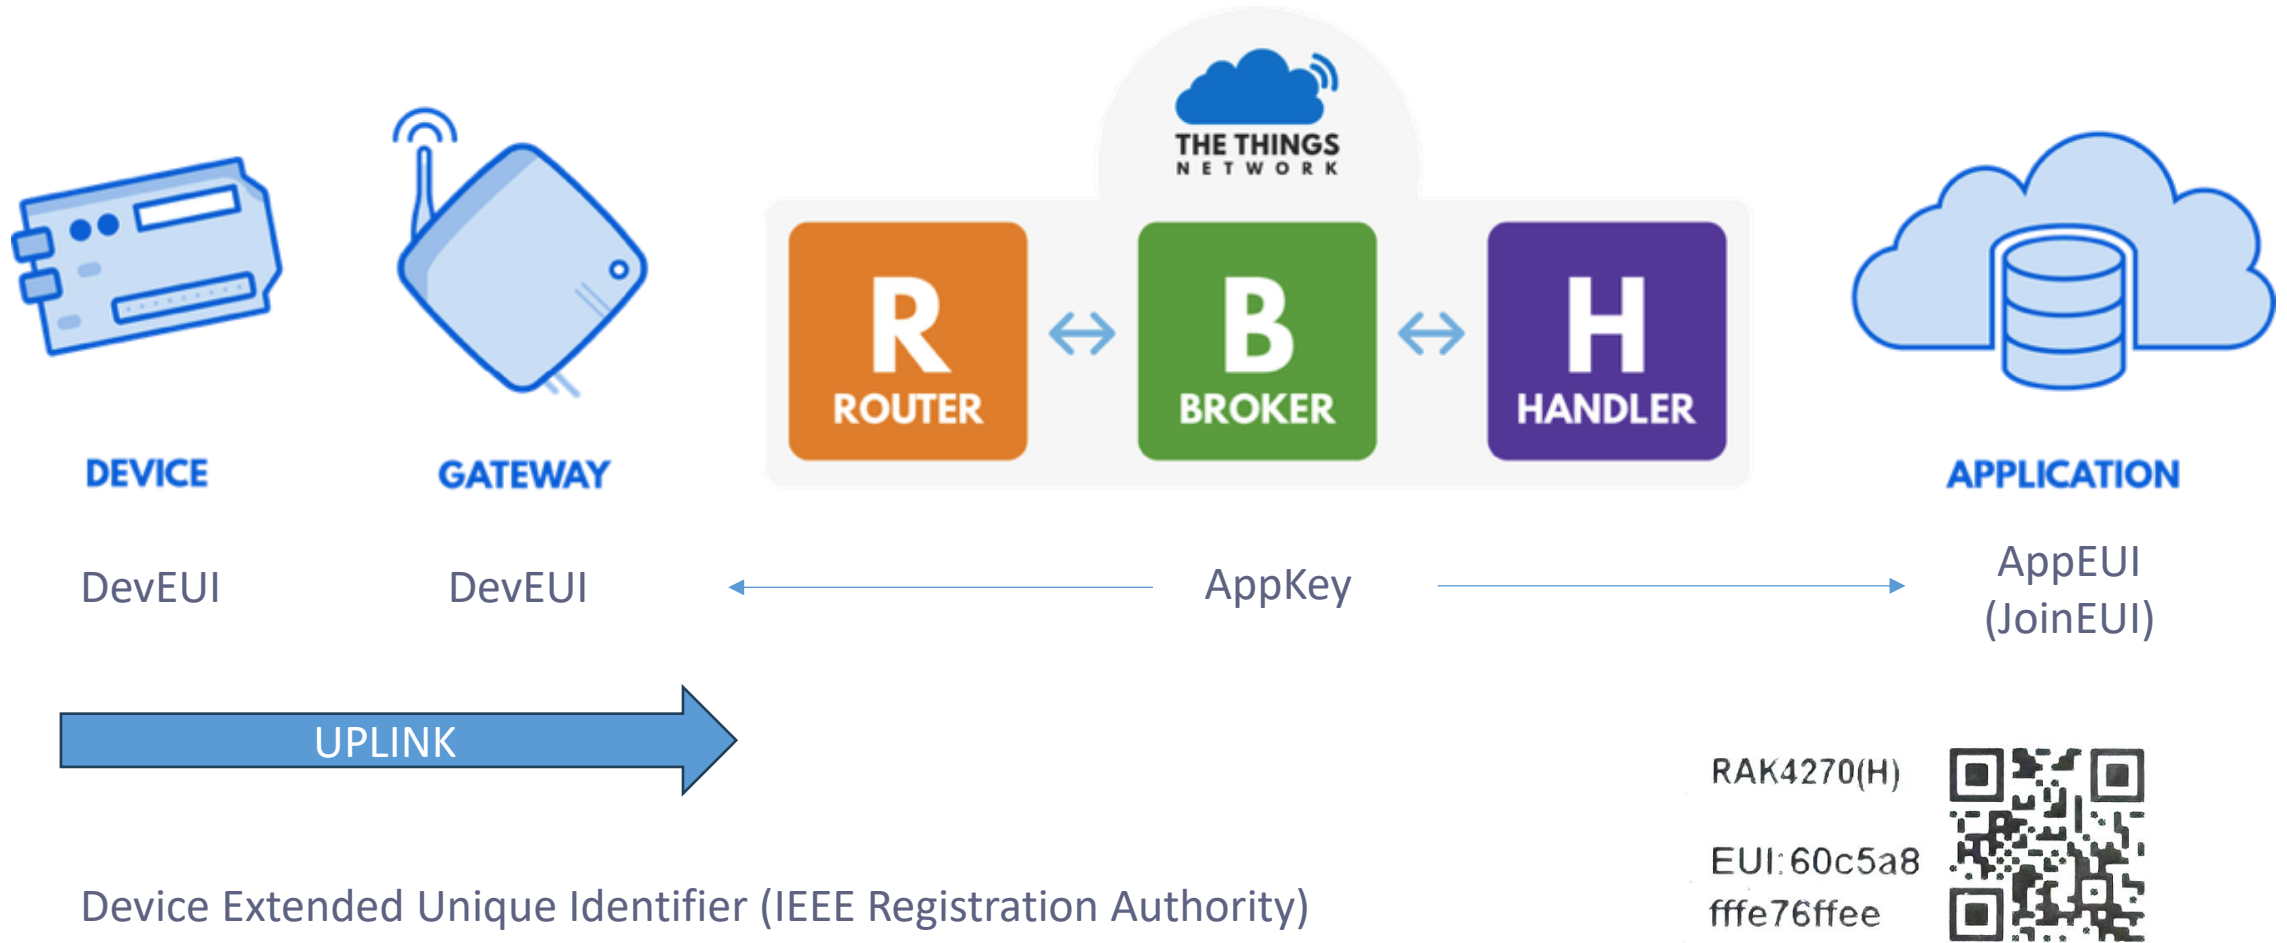 THE THINGS
NETWORK
R
ROUTER
B
BROKER
H
HANDLER
DEVICE
GATEWAY
APPLICATION
DevEUI
DevEUI
AppKey
AppEUI
(JoinEUI)
UPLINK
RAK4270(H)
EUI:60c5a8
fffe76ffee
Device Extended Unique Identifier (IEEE Registration Authority)